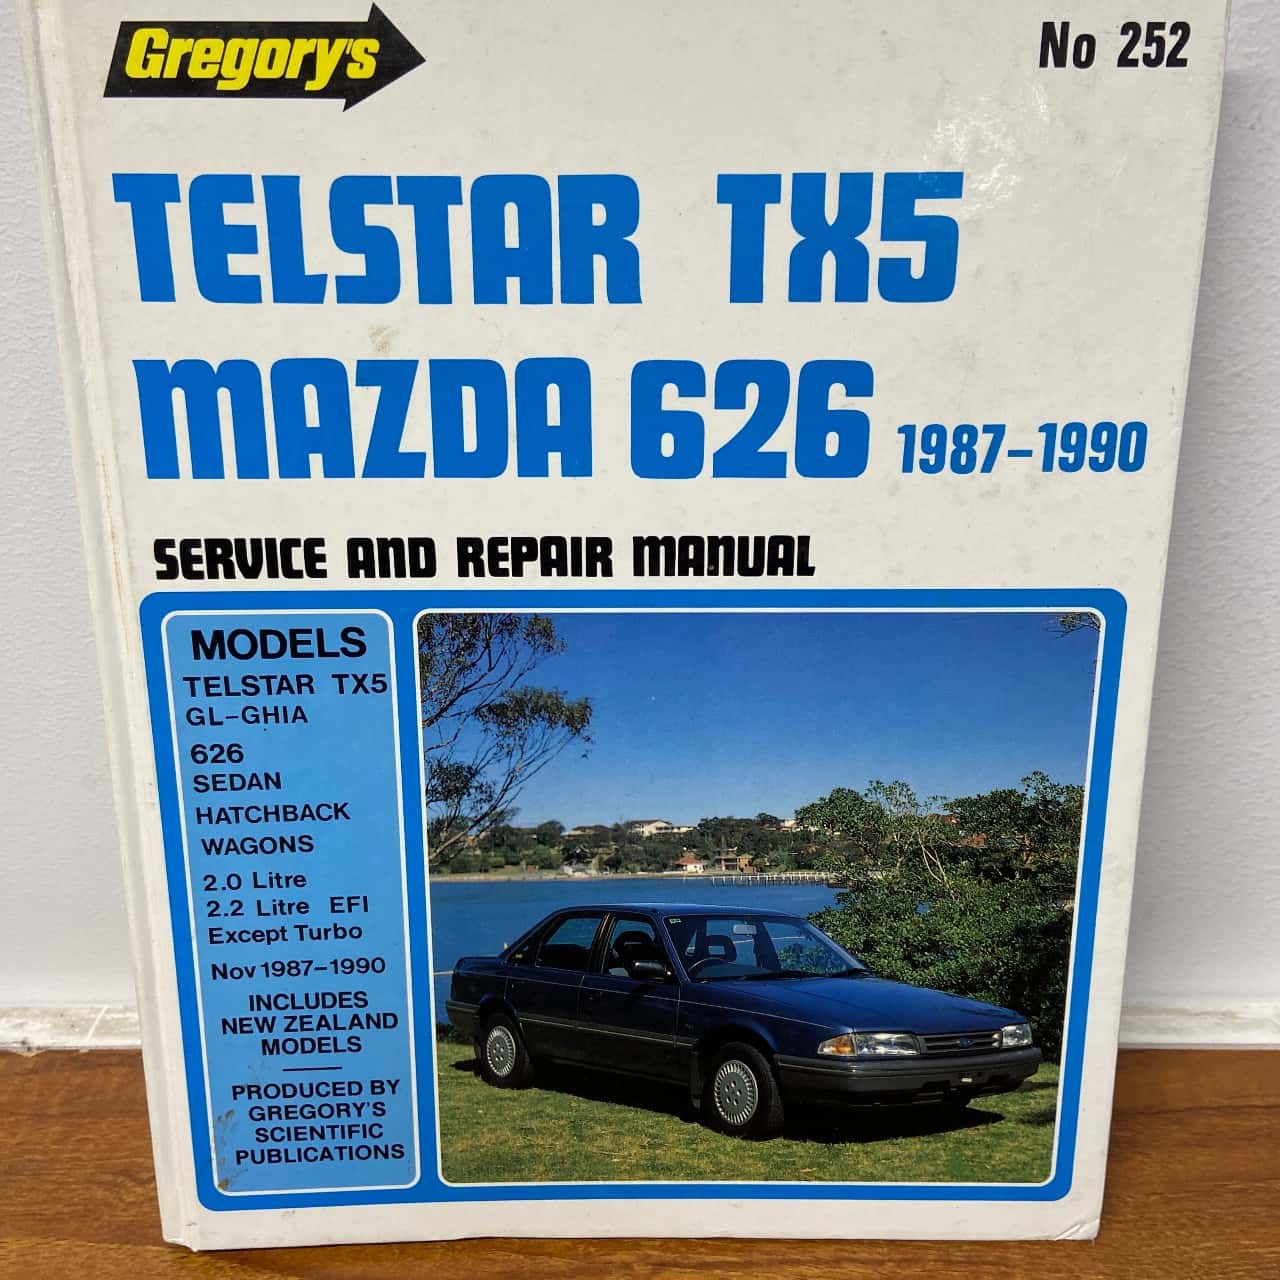 Gregory's
No 252
TELSTAR TX5
MAZDA 626 1987-1990
SERVICE AND REPAIR MANUAL
MODELS
TELSTAR TX5
GL-GHIA
626
SEDAN
HATCHBACK
WAGONS
2.0 Litre
2.2 Litre EFI
Except Turbo
Nov 1987-1990
INCLUDES
NEW ZEALAND
MODELS
PRODUCED BY
GREGORY'S
SCIENTIFIC
PUBLICATIONS